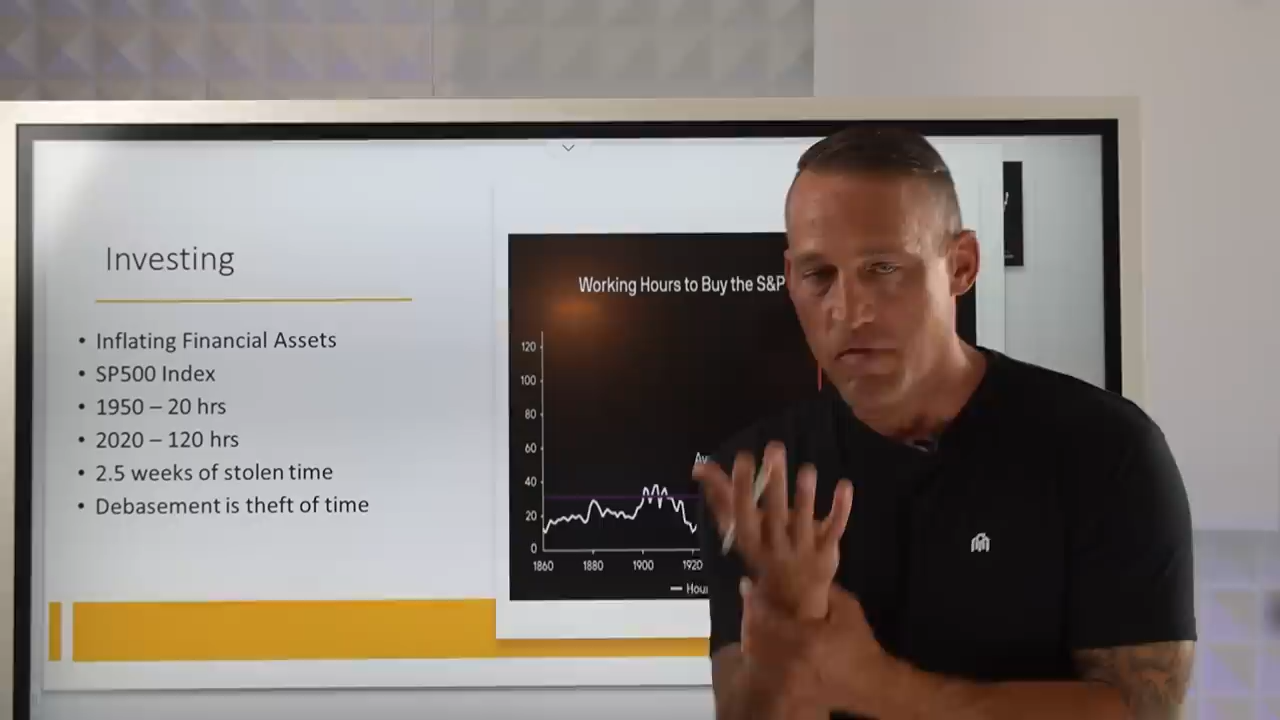 Investing
• Inflating Financial Assets
• SP500 Index
• 1950 – 20 hrs
• 2020 – 120 hrs
• 2.5 weeks of stolen time
• Debasement is theft of time
Working Hours to Buy the S&P
120
100
80
60
40
20
0
1860 1880 1900 1920